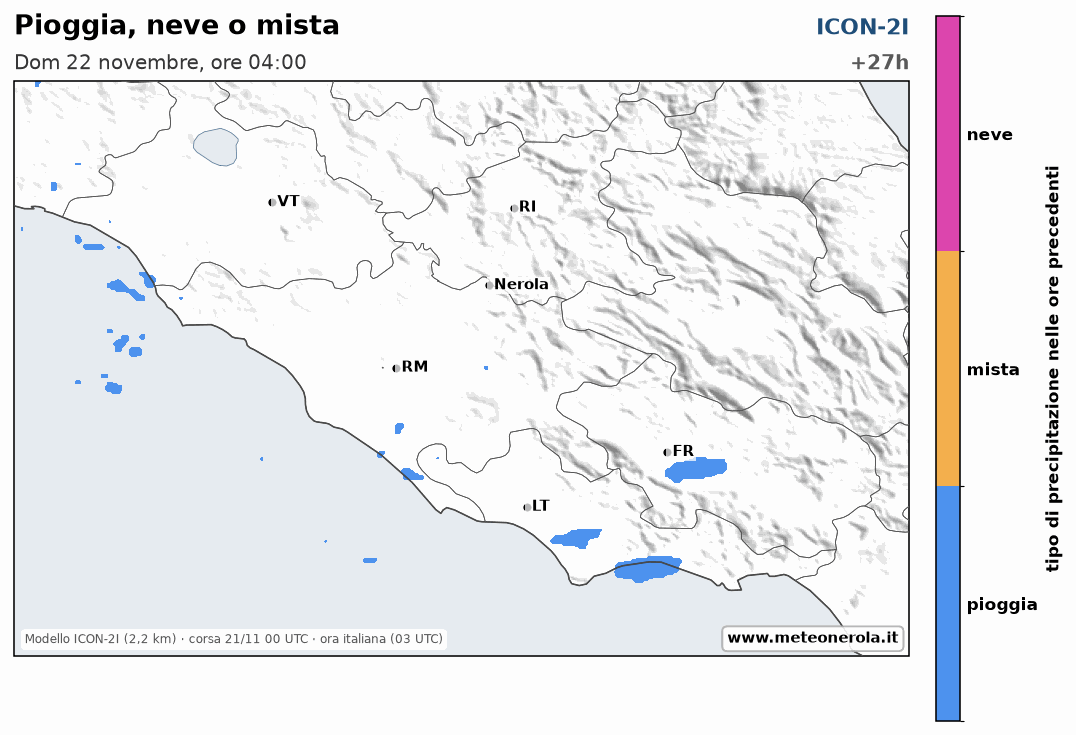 Pioggia, neve o mista
ICON-2I
Dom 22 novembre, ore 04:00
+27h
neve
VT
RI
Nerola
mista
RM
FR
LT
pioggia
tipo di precipitazione nelle ore precedenti
Modello ICON-2I (2,2 km) · corsa 21/11 00 UTC · ora italiana (03 UTC)
www.meteonerola.it